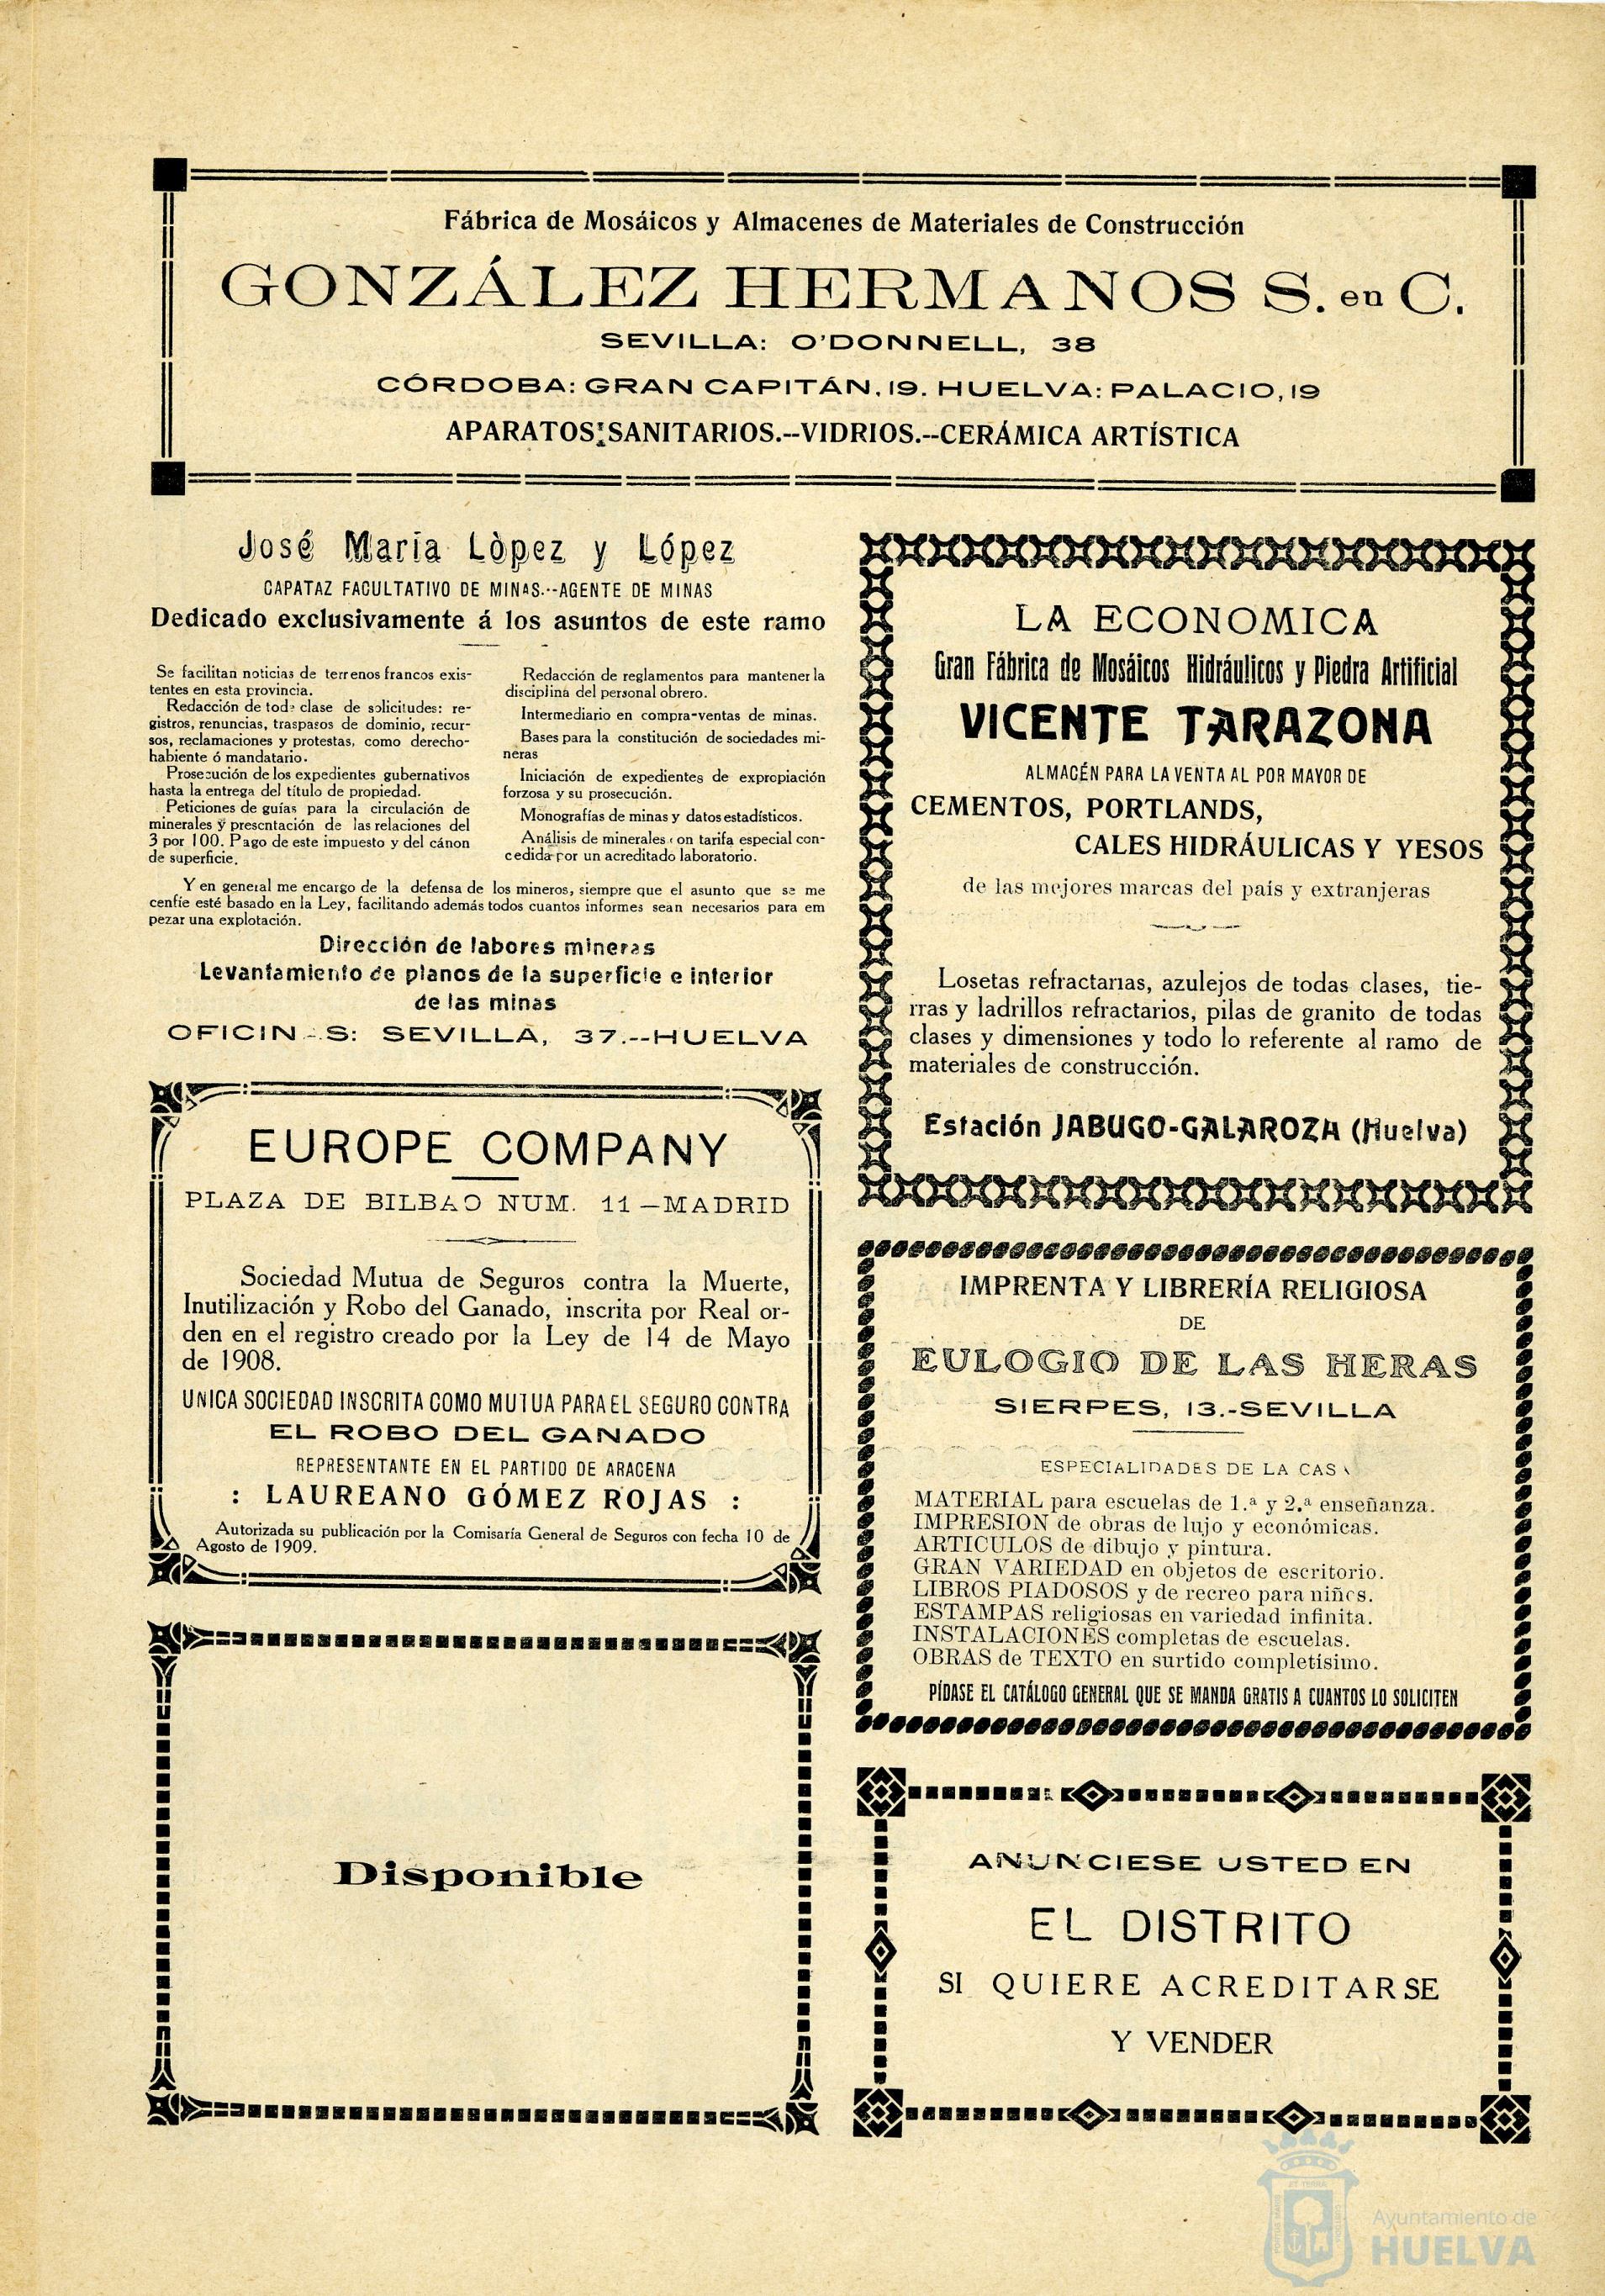 Fábrica de Mosáicos y Almacenes de Materiales de Construcción
GONZÁLEZ HERMANOS S. en C.
SEVILLA: O'DONNELL, 38
CÓRDOBA: GRAN CAPITÁN, 19. HUELVA: PALACIO, 19
APARATOS SANITARIOS.--VIDRIOS.--CERÁMICA ARTÍSTICA
José Maria Lòpez y López
CAPATAZ FACULTATIVO DE MINAS.--AGENTE DE MINAS
Dedicado exclusivamente á los asuntos de este ramo
Se facilitan noticias de terrenos francos exis-
tentes en esta provincia.
Redacción de toda clase de solicitudes: re-
gistros, renuncias, traspasos de dominio, recur-
sos, reclamaciones y protestas, como derecho-
habiente ó mandatario.
Prosecución de los expedientes gubernativos
hasta la entrega del título de propiedad.
Peticiones de guías para la circulación de
minerales y presentación de las relaciones del
3 por 100. Pago de este impuesto y del cánon
de superficie.
Redacción de reglamentos para mantener la
disciplina del personal obrero.
Intermediario en compra-ventas de minas.
Bases para la constitución de sociedades mi-
neras
Iniciación de expedientes de expropiación
forzosa y su prosecución.
Monografías de minas y datos estadísticos.
Análisis de minerales con tarifa especial con-
cedida por un acreditado laboratorio.
Y en general me encargo de la defensa de los mineros, siempre que el asunto que se me
cenfíe esté basado en la Ley, facilitando además todos cuantos informes sean necesarios para em
pezar una explotación.
Dirección de labores mineras
Levantamiento de planos de la superficie e interior
de las minas
OFICINAS: SEVILLA, 37.--HUELVA
EUROPE COMPANY
PLAZA DE BILBAO NUM. 11—MADRID
Sociedad Mutua de Seguros contra la Muerte,
Inutilización y Robo del Ganado, inscrita por Real or-
den en el registro creado por la Ley de 14 de Mayo
de 1908.
UNICA SOCIEDAD INSCRITA COMO MUTUA PARA EL SEGURO CONTRA
EL ROBO DEL GANADO
REPRESENTANTE EN EL PARTIDO DE ARACENA
: LAUREANO GÓMEZ ROJAS :
Autorizada su publicación por la Comisaría General de Seguros con fecha 10 de
Agosto de 1909.
Disponible
LA ECONOMICA
Gran Fábrica de Mosáicos Hidráulicos y Piedra Artificial
VICENTE TARAZONA
ALMACÉN PARA LA VENTA AL POR MAYOR DE
CEMENTOS, PORTLANDS,
CALES HIDRÁULICAS Y YESOS
de las mejores marcas del país y extranjeras
Losetas refractarias, azulejos de todas clases, tie-
rras y ladrillos refractarios, pilas de granito de todas
clases y dimensiones y todo lo referente al ramo de
materiales de construcción.
Estación JABUGO-GALAROZA (Huelva)
IMPRENTA Y LIBRERÍA RELIGIOSA
DE
EULOGIO DE LAS HERAS
SIERPES, 13.-SEVILLA
ESPECIALIDADES DE LA CASA
MATERIAL para escuelas de 1.ª y 2.ª enseñanza.
IMPRESION de obras de lujo y económicas.
ARTICULOS de dibujo y pintura.
GRAN VARIEDAD en objetos de escritorio.
LIBROS PIADOSOS y de recreo para niños.
ESTAMPAS religiosas en variedad infinita.
INSTALACIONES completas de escuelas.
OBRAS de TEXTO en surtido completísimo.
PÍDASE EL CATÁLOGO GENERAL QUE SE MANDA GRATIS A CUANTOS LO SOLICITEN
ANUNCIESE USTED EN
EL DISTRITO
SI QUIERE ACREDITARSE
Y VENDER
Ayuntamiento de
HUELVA